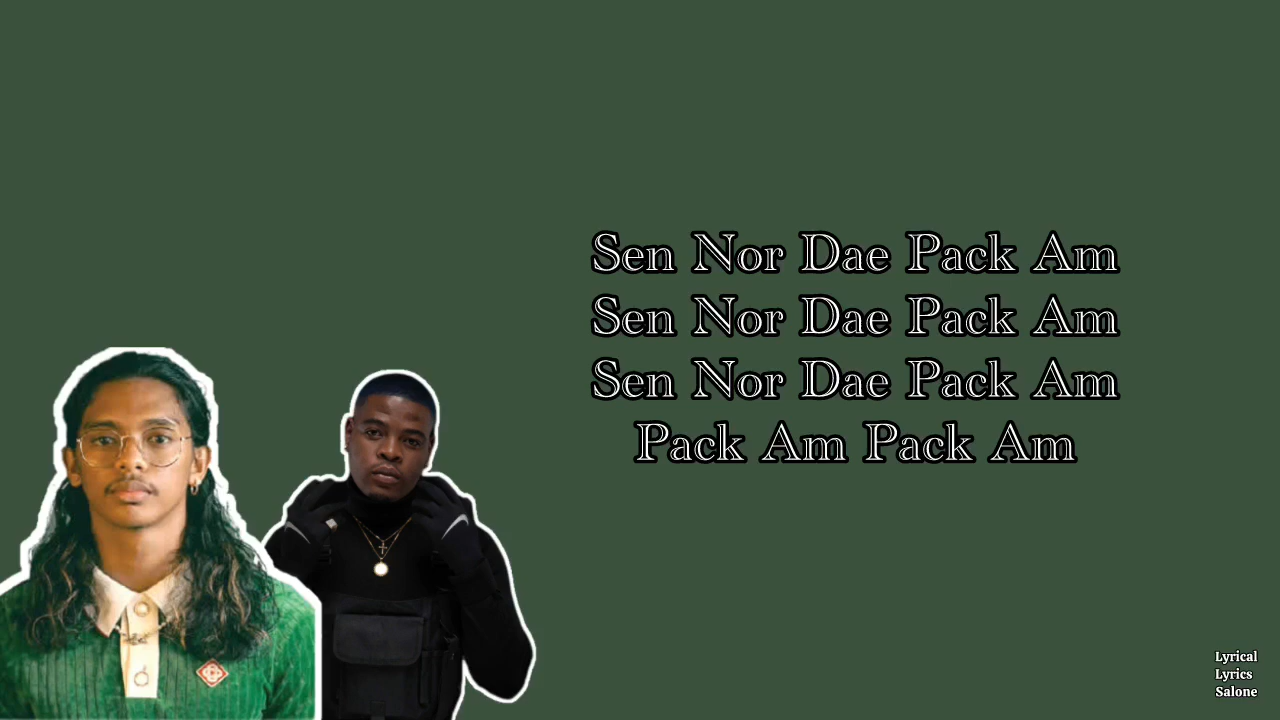 Sen Nor Dae Pack Am
Sen Nor Dae Pack Am
Sen Nor Dae Pack Am
Pack Am Pack Am
Lyrical
Lyrics
Salone